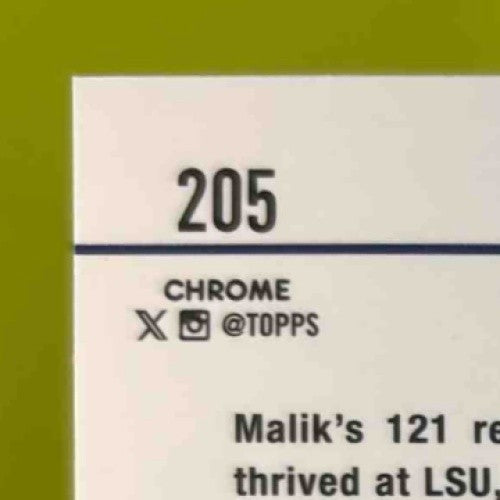 205
CHROME
X @TOPPS
Malik's 121
thrived at LSU,